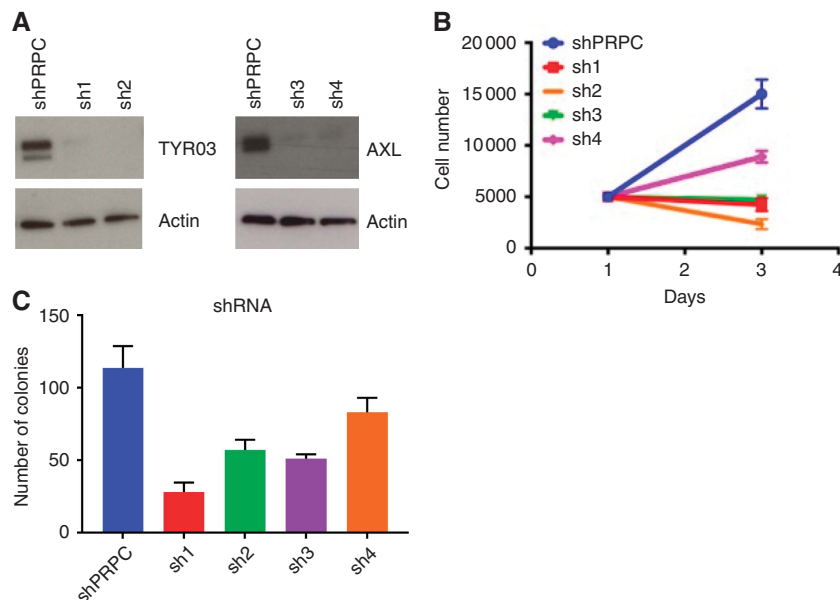 A
shPRPC
sh1
sh2
TYR03
Actin
shPRPC
sh3
sh4
AXL
Actin
B
shPRPC
sh1
sh2
sh3
sh4
Cell number
20 000
15 000
10 000
5000
0
0 1 2 3 4
Days
C
shRNA
Number of colonies
150
100
50
0
shPRPC
sh1
sh2
sh3
sh4